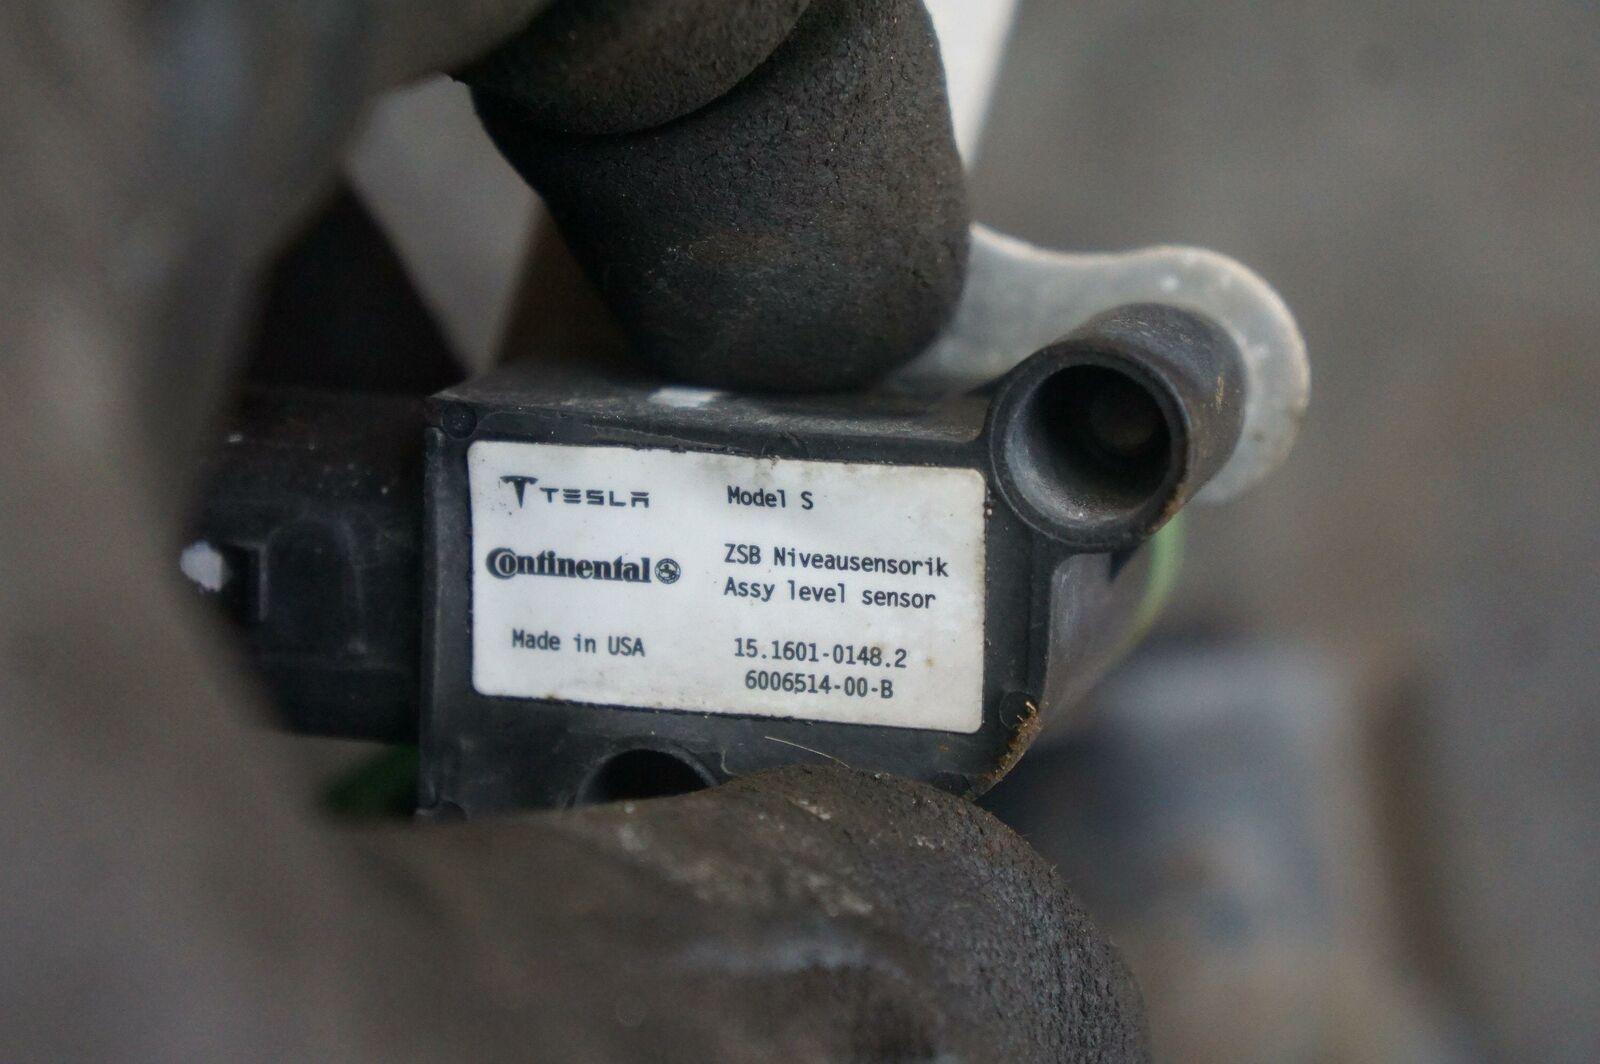 TESLA Model S
Continental ZSB Niveausensorik
Assy level sensor
Made in USA 15.1601-0148.2
6006514-00-B